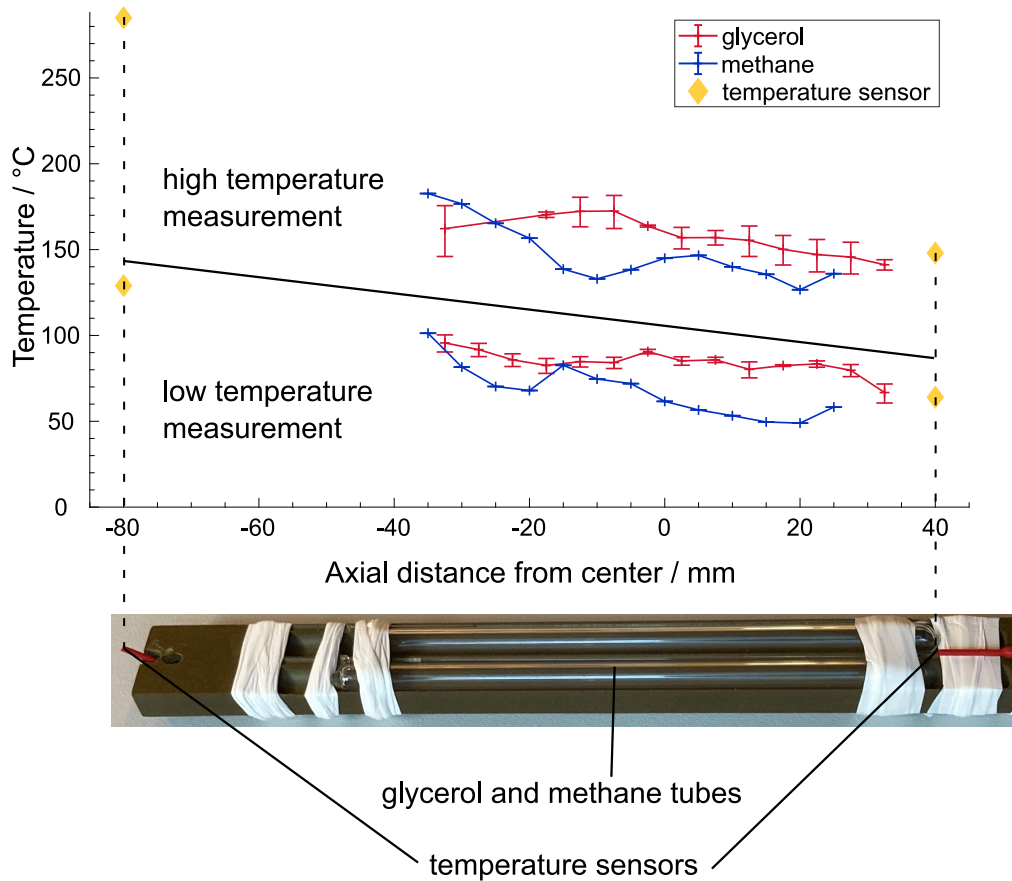 glycerol
methane
temperature sensor
Temperature / °C
250
200
150
100
50
0
high temperature
measurement
low temperature
measurement
-80
-60
-40
-20
0
20
40
Axial distance from center / mm
glycerol and methane tubes
temperature sensors